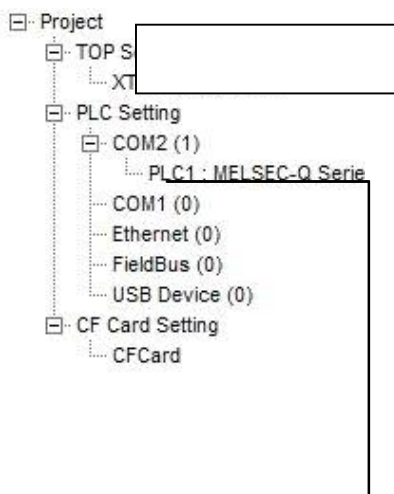 Project
TOP S
XT
PLC Setting
COM2 (1)
PLC1 : MELSEC-Q Serie
COM1 (0)
Ethernet (0)
FieldBus (0)
USB Device (0)
CF Card Setting
CFCard